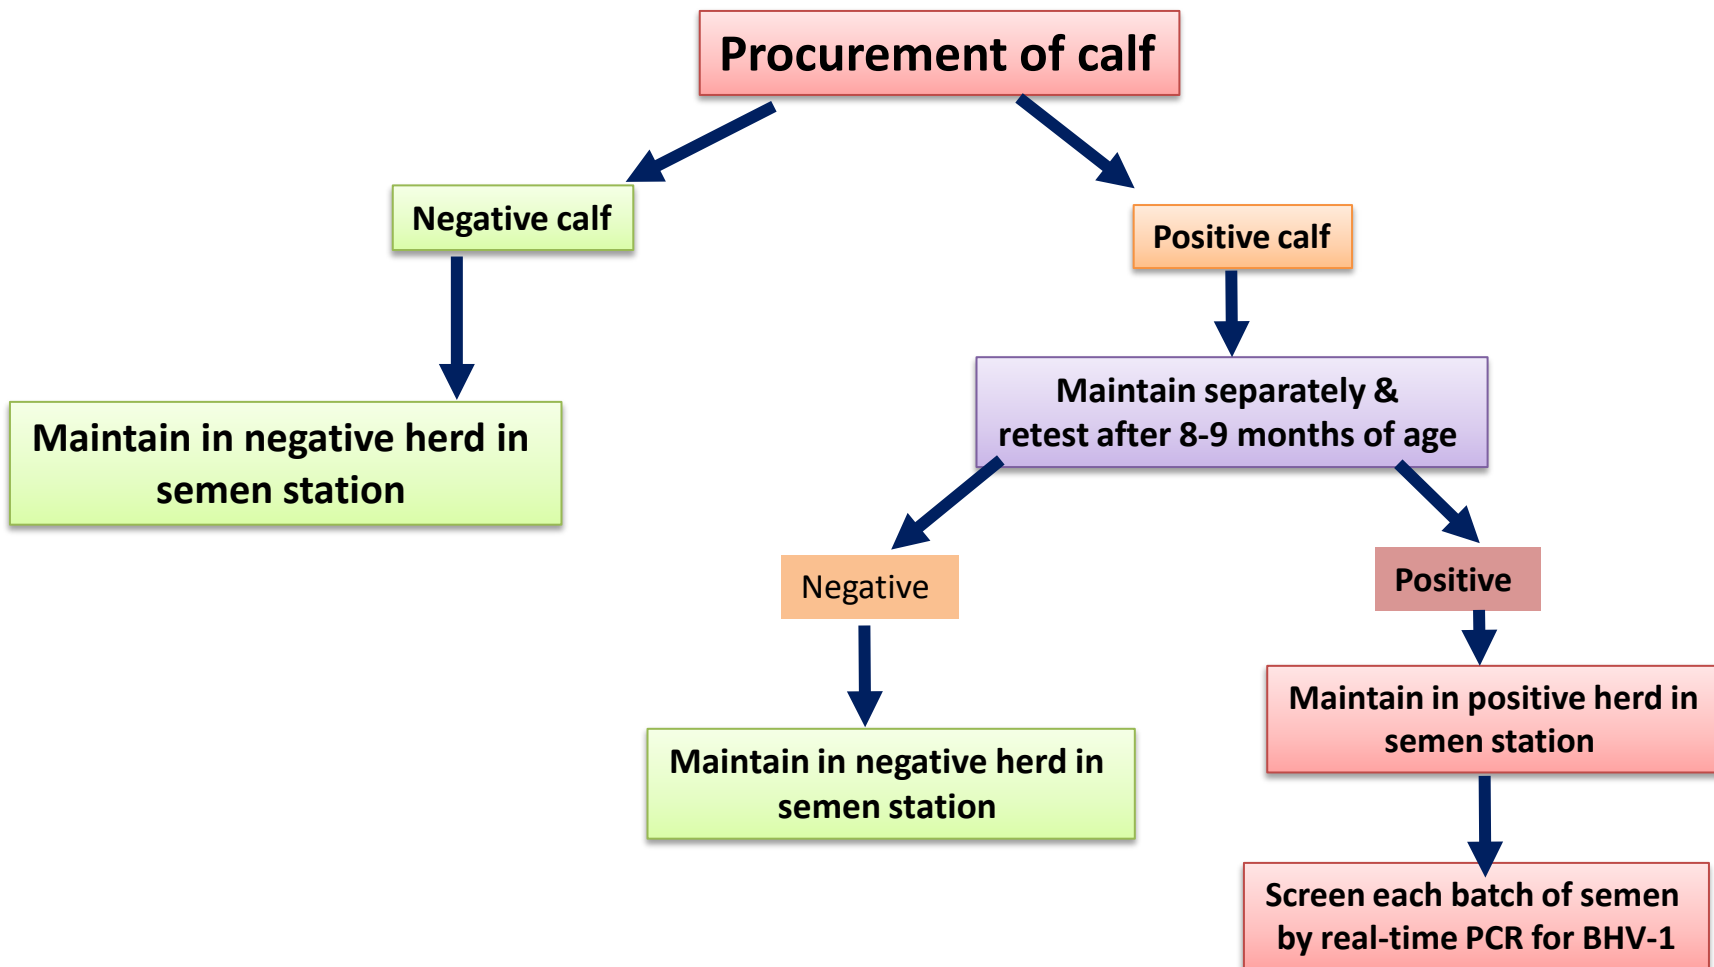 Procurement of calf
Negative calf
Positive calf
Maintain separately &
retest after 8-9 months of age
Maintain in negative herd in
semen station
Negative
Positive
Maintain in positive herd in
semen station
Maintain in negative herd in
semen station
Screen each batch of semen
by real-time PCR for BHV-1